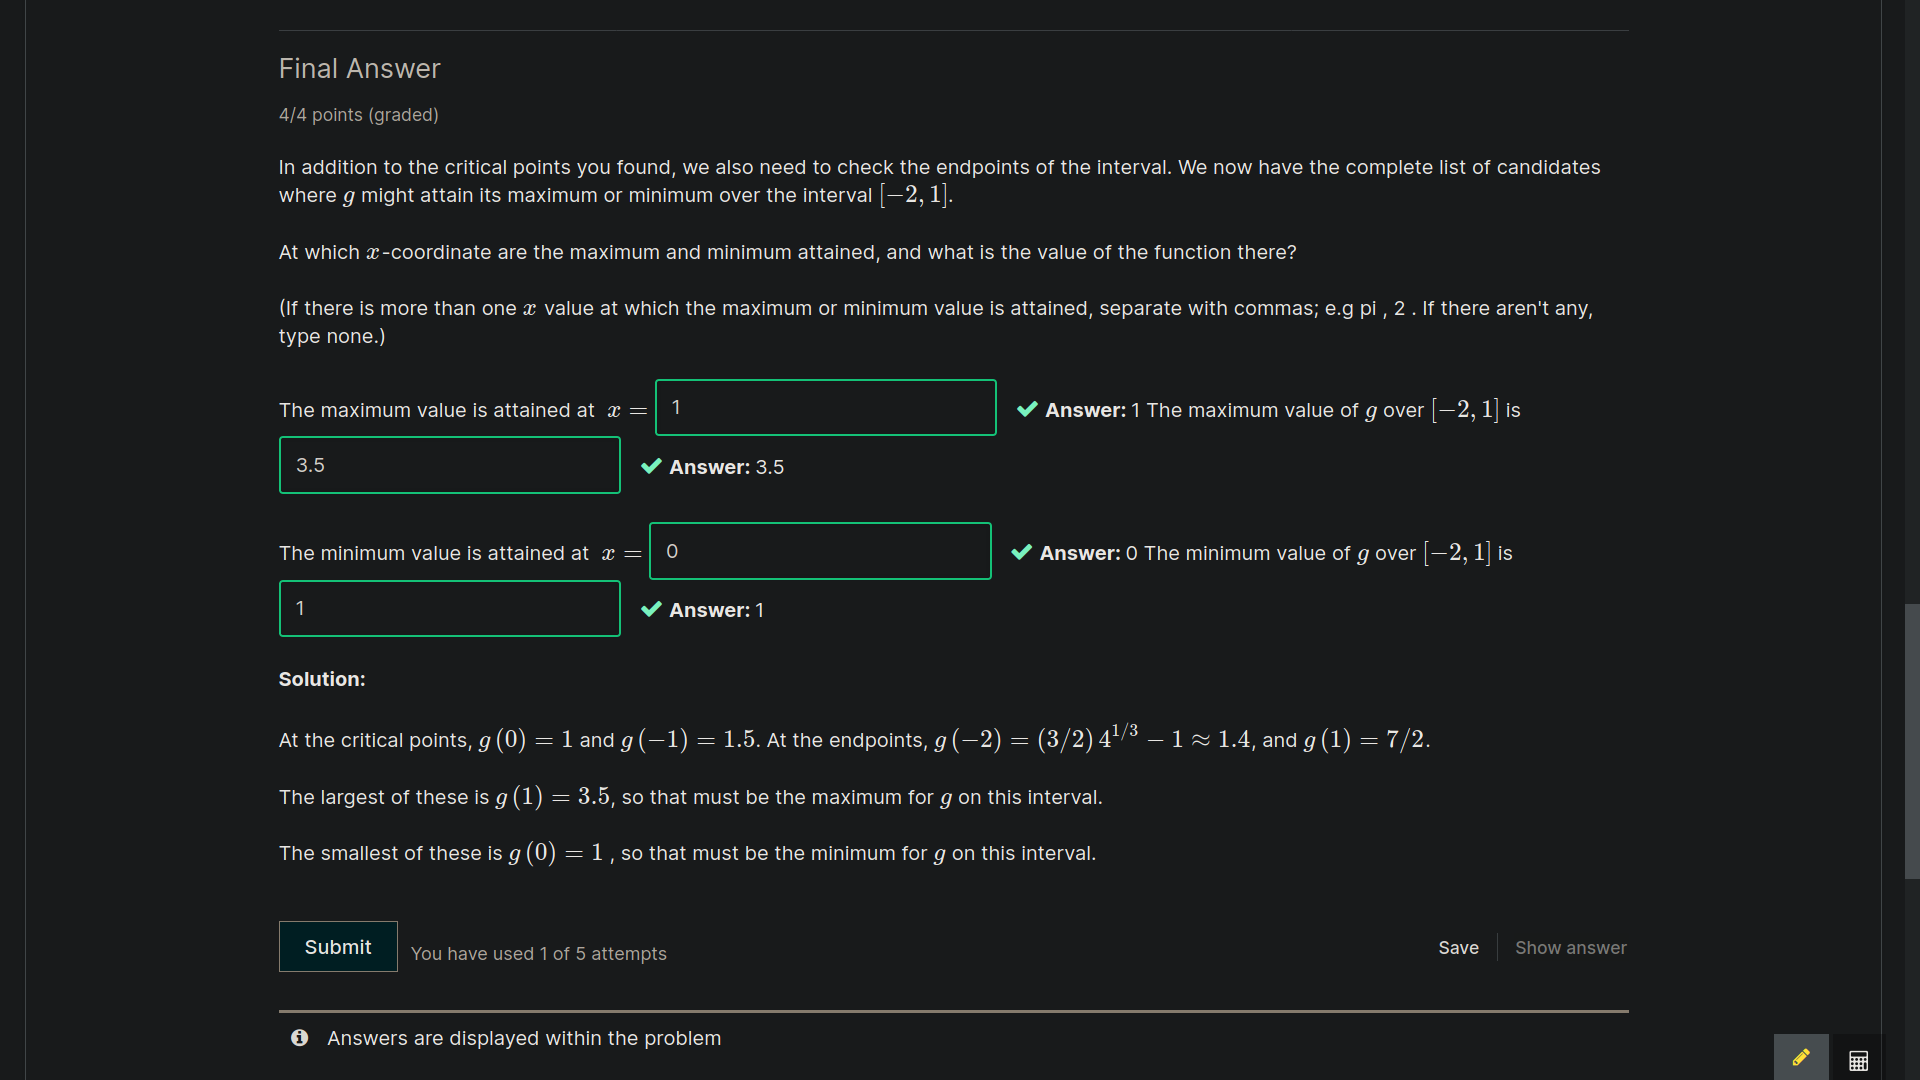 Final Answer
4/4 points (graded)
In addition to the critical points you found, we also need to check the endpoints of the interval. We now have the complete list of candidates
where g might attain its maximum or minimum over the interval [−2, 1].
At which x-coordinate are the maximum and minimum attained, and what is the value of the function there?
(If there is more than one x value at which the maximum or minimum value is attained, separate with commas; e.g pi , 2 . If there aren't any,
type none.)
The maximum value is attained at x = 1 Answer: 1 The maximum value of g over [−2, 1] is
3.5 Answer: 3.5
The minimum value is attained at x = 0 Answer: 0 The minimum value of g over [−2, 1] is
1 Answer: 1
Solution:
At the critical points, g (0) = 1 and g (−1) = 1.5. At the endpoints, g (−2) = (3/2) 4^{1/3} − 1 ≈ 1.4, and g (1) = 7/2.
The largest of these is g (1) = 3.5, so that must be the maximum for g on this interval.
The smallest of these is g (0) = 1 , so that must be the minimum for g on this interval.
Submit You have used 1 of 5 attempts Save Show answer
Answers are displayed within the problem